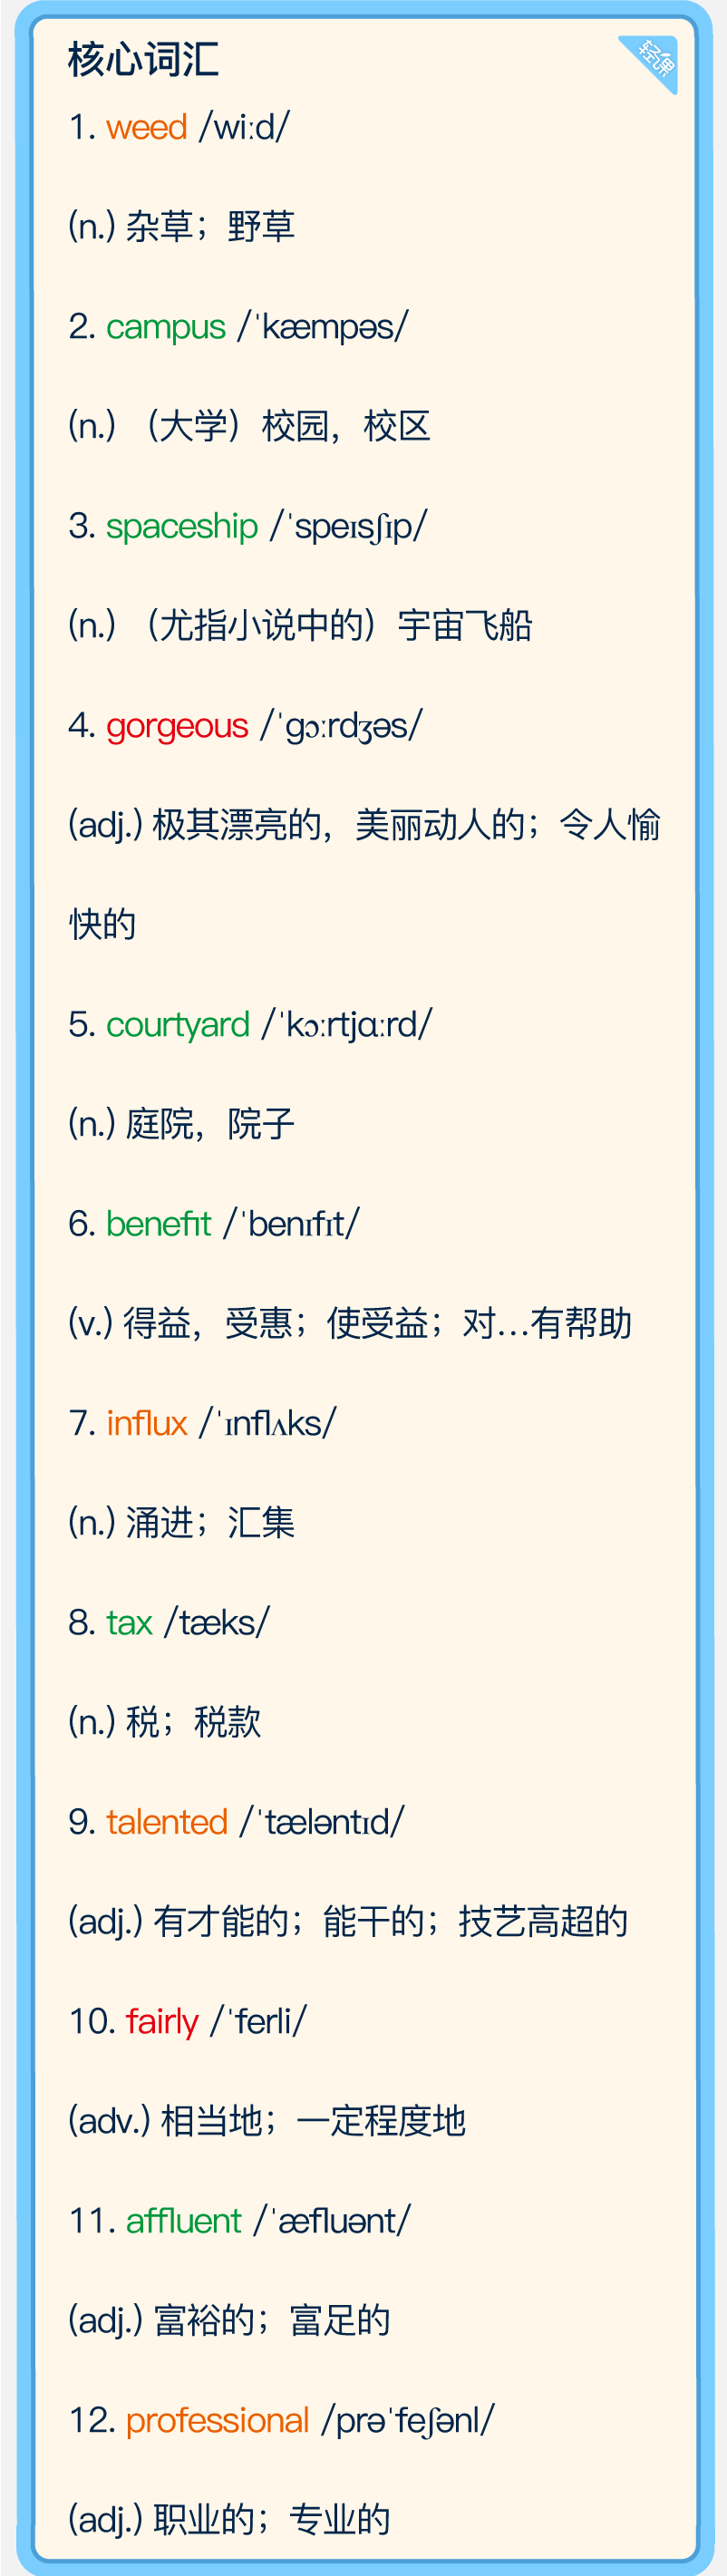 核心词汇
轻课
1. weed /wiːd/
(n.) 杂草；野草
2. campus /ˈkæmpəs/
(n.) （大学）校园，校区
3. spaceship /ˈspeɪsʃɪp/
(n.) （尤指小说中的）宇宙飞船
4. gorgeous /ˈɡɔːrdʒəs/
(adj.) 极其漂亮的，美丽动人的；令人愉
快的
5. courtyard /ˈkɔːrtjɑːrd/
(n.) 庭院，院子
6. benefit /ˈbenɪfɪt/
(v.) 得益，受惠；使受益；对…有帮助
7. influx /ˈɪnflʌks/
(n.) 涌进；汇集
8. tax /tæks/
(n.) 税；税款
9. talented /ˈtæləntɪd/
(adj.) 有才能的；能干的；技艺高超的
10. fairly /ˈferli/
(adv.) 相当地；一定程度地
11. affluent /ˈæfluənt/
(adj.) 富裕的；富足的
12. professional /prəˈfeʃənl/
(adj.) 职业的；专业的